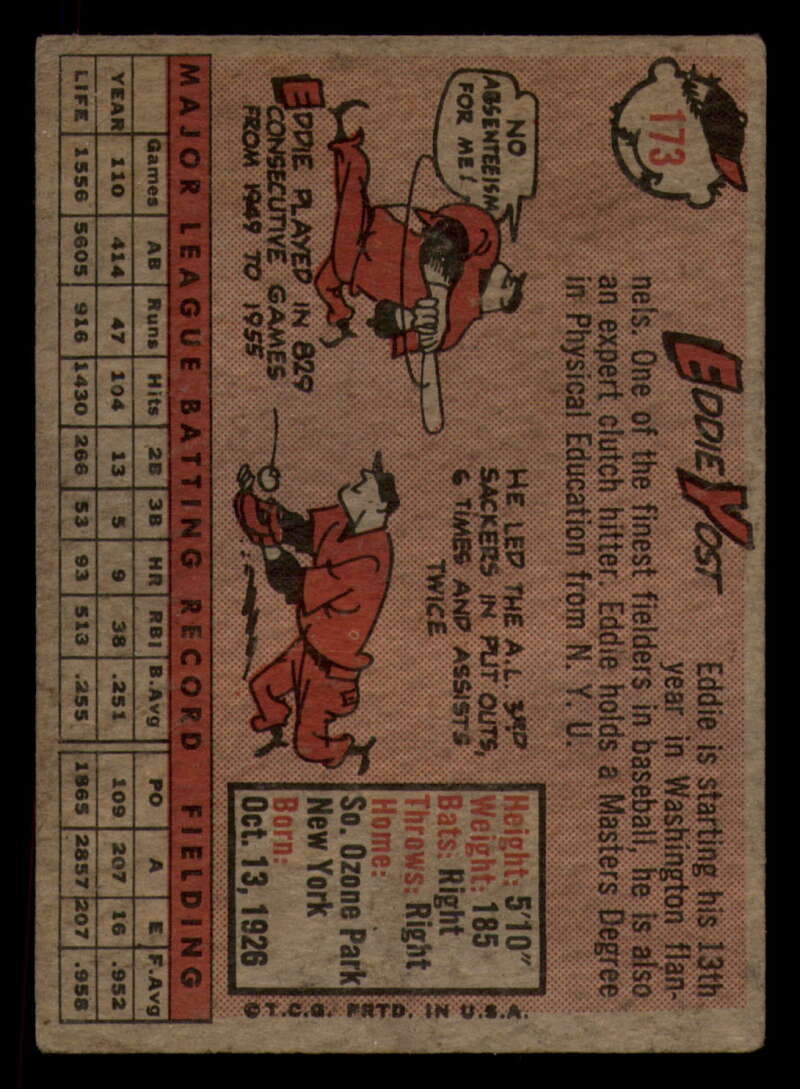 173
EDDIE YOST
Eddie is starting his 13th
year in Washington flan-
nels. One of the finest fielders in baseball, he is also
an expert clutch hitter. Eddie holds a Masters Degree
in Physical Education from N. Y. U.
NO
ABSENTEEISM
FOR ME!
EDDIE PLAYED IN 829
CONSECUTIVE GAMES
FROM 1949 TO 1955
HE LED THE A.L. 3RD
SACKERS IN PUT OUTS,
6 TIMES AND ASSISTS
TWICE
Height: 5'10"
Weight: 185
Bats: Right
Throws: Right
Home:
So. Ozone Park
New York
Born:
Oct. 13, 1926
©T.C.G. PRTD. IN U.S.A.
MAJOR LEAGUE BATTING RECORD FIELDING
Games AB Runs Hits 2B 3B HR RBI B.Avg PO A E F.Avg
YEAR 110 414 47 104 13 5 9 38 .251 109 207 16 .952
LIFE 1556 5605 916 1430 266 53 93 513 .255 1865 2857 207 .958